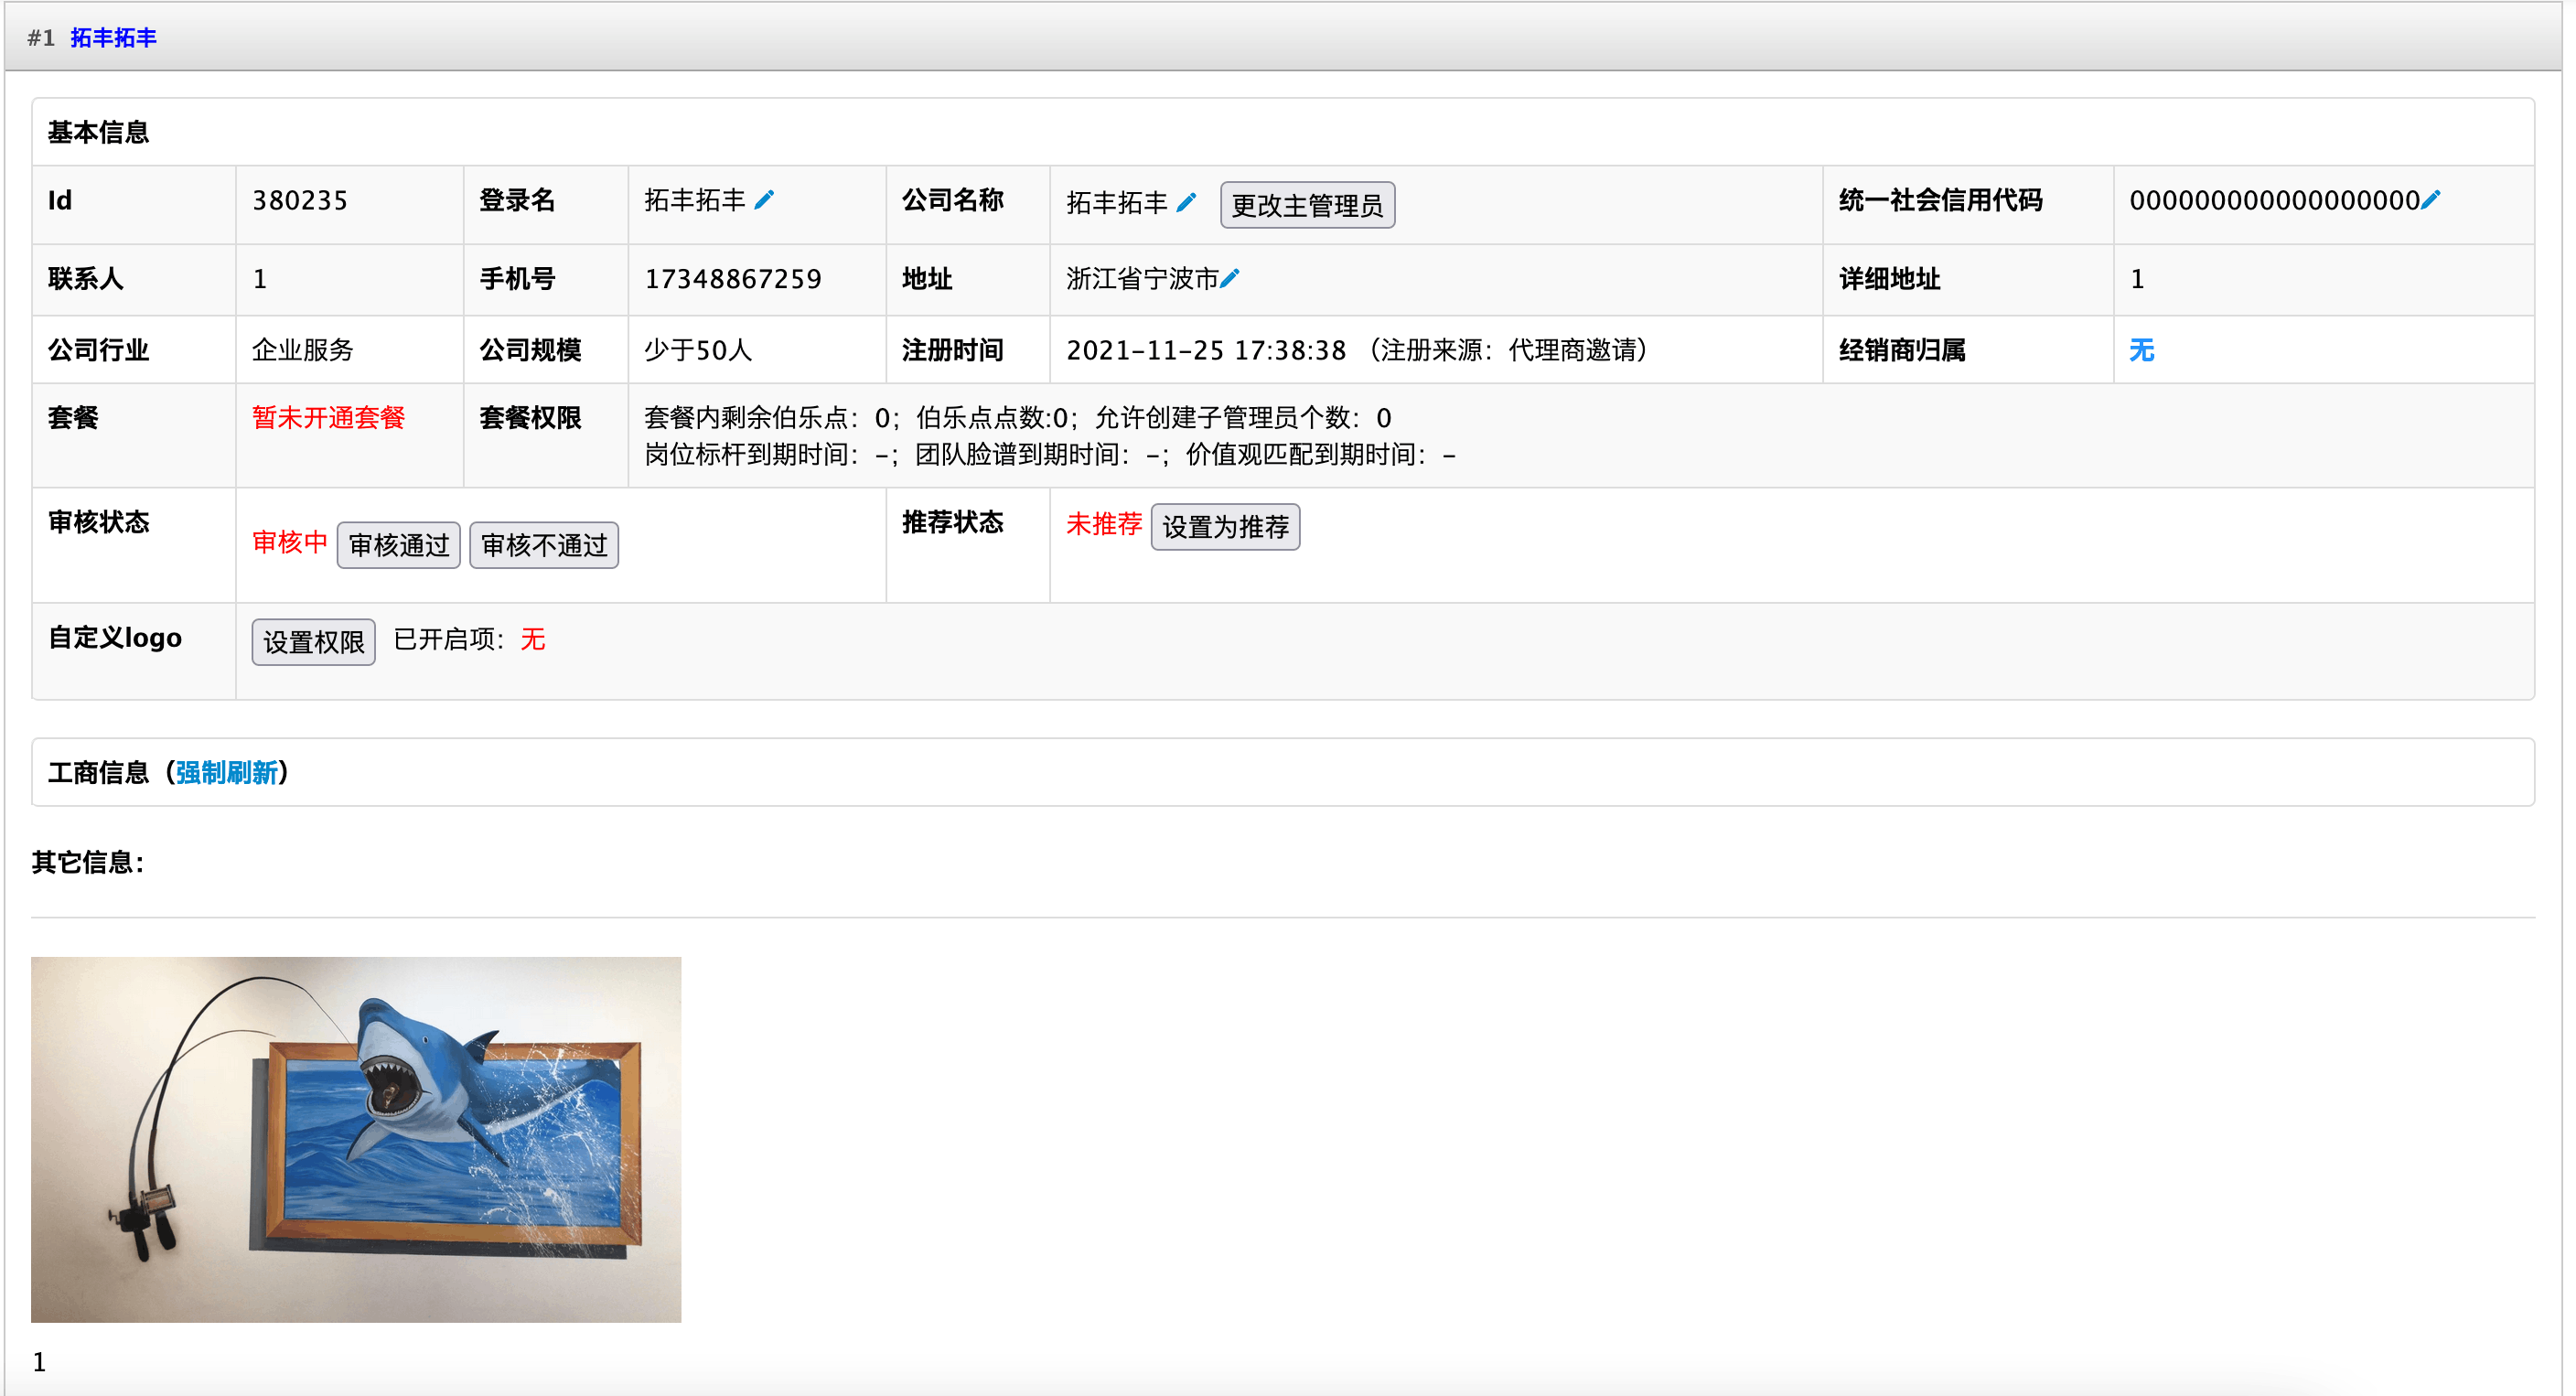 #1 拓丰拓丰
基本信息
Id 380235 登录名 拓丰拓丰 公司名称 拓丰拓丰 更改主管理员 统一社会信用代码 000000000000000000
联系人 1 手机号 17348867259 地址 浙江省宁波市 详细地址 1
公司行业 企业服务 公司规模 少于50人 注册时间 2021-11-25 17:38:38 （注册来源：代理商邀请） 经销商归属 无
套餐 暂未开通套餐 套餐权限 套餐内剩余伯乐点：0；伯乐点点数:0；允许创建子管理员个数：0
岗位标杆到期时间：-；团队脸谱到期时间：-；价值观匹配到期时间：-
审核状态 审核中 审核通过 审核不通过 推荐状态 未推荐 设置为推荐
自定义logo 设置权限 已开启项：无
工商信息（强制刷新）
其它信息：
1